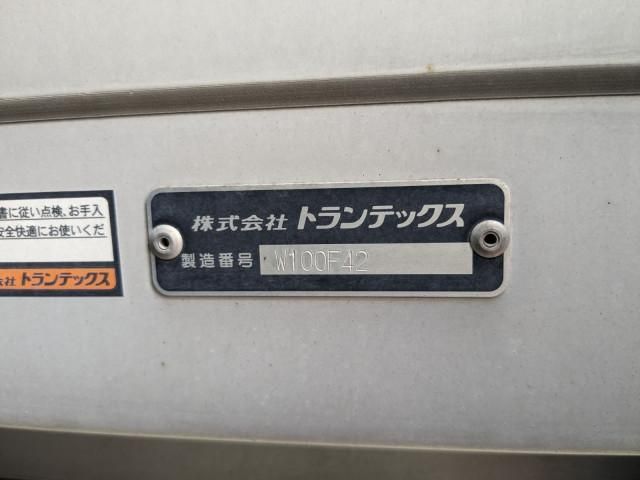 書に従い点検、お手入
安全快適にお使いくだ
会社 トランテックス
株式会社 トランテックス
製造番号 W100F42